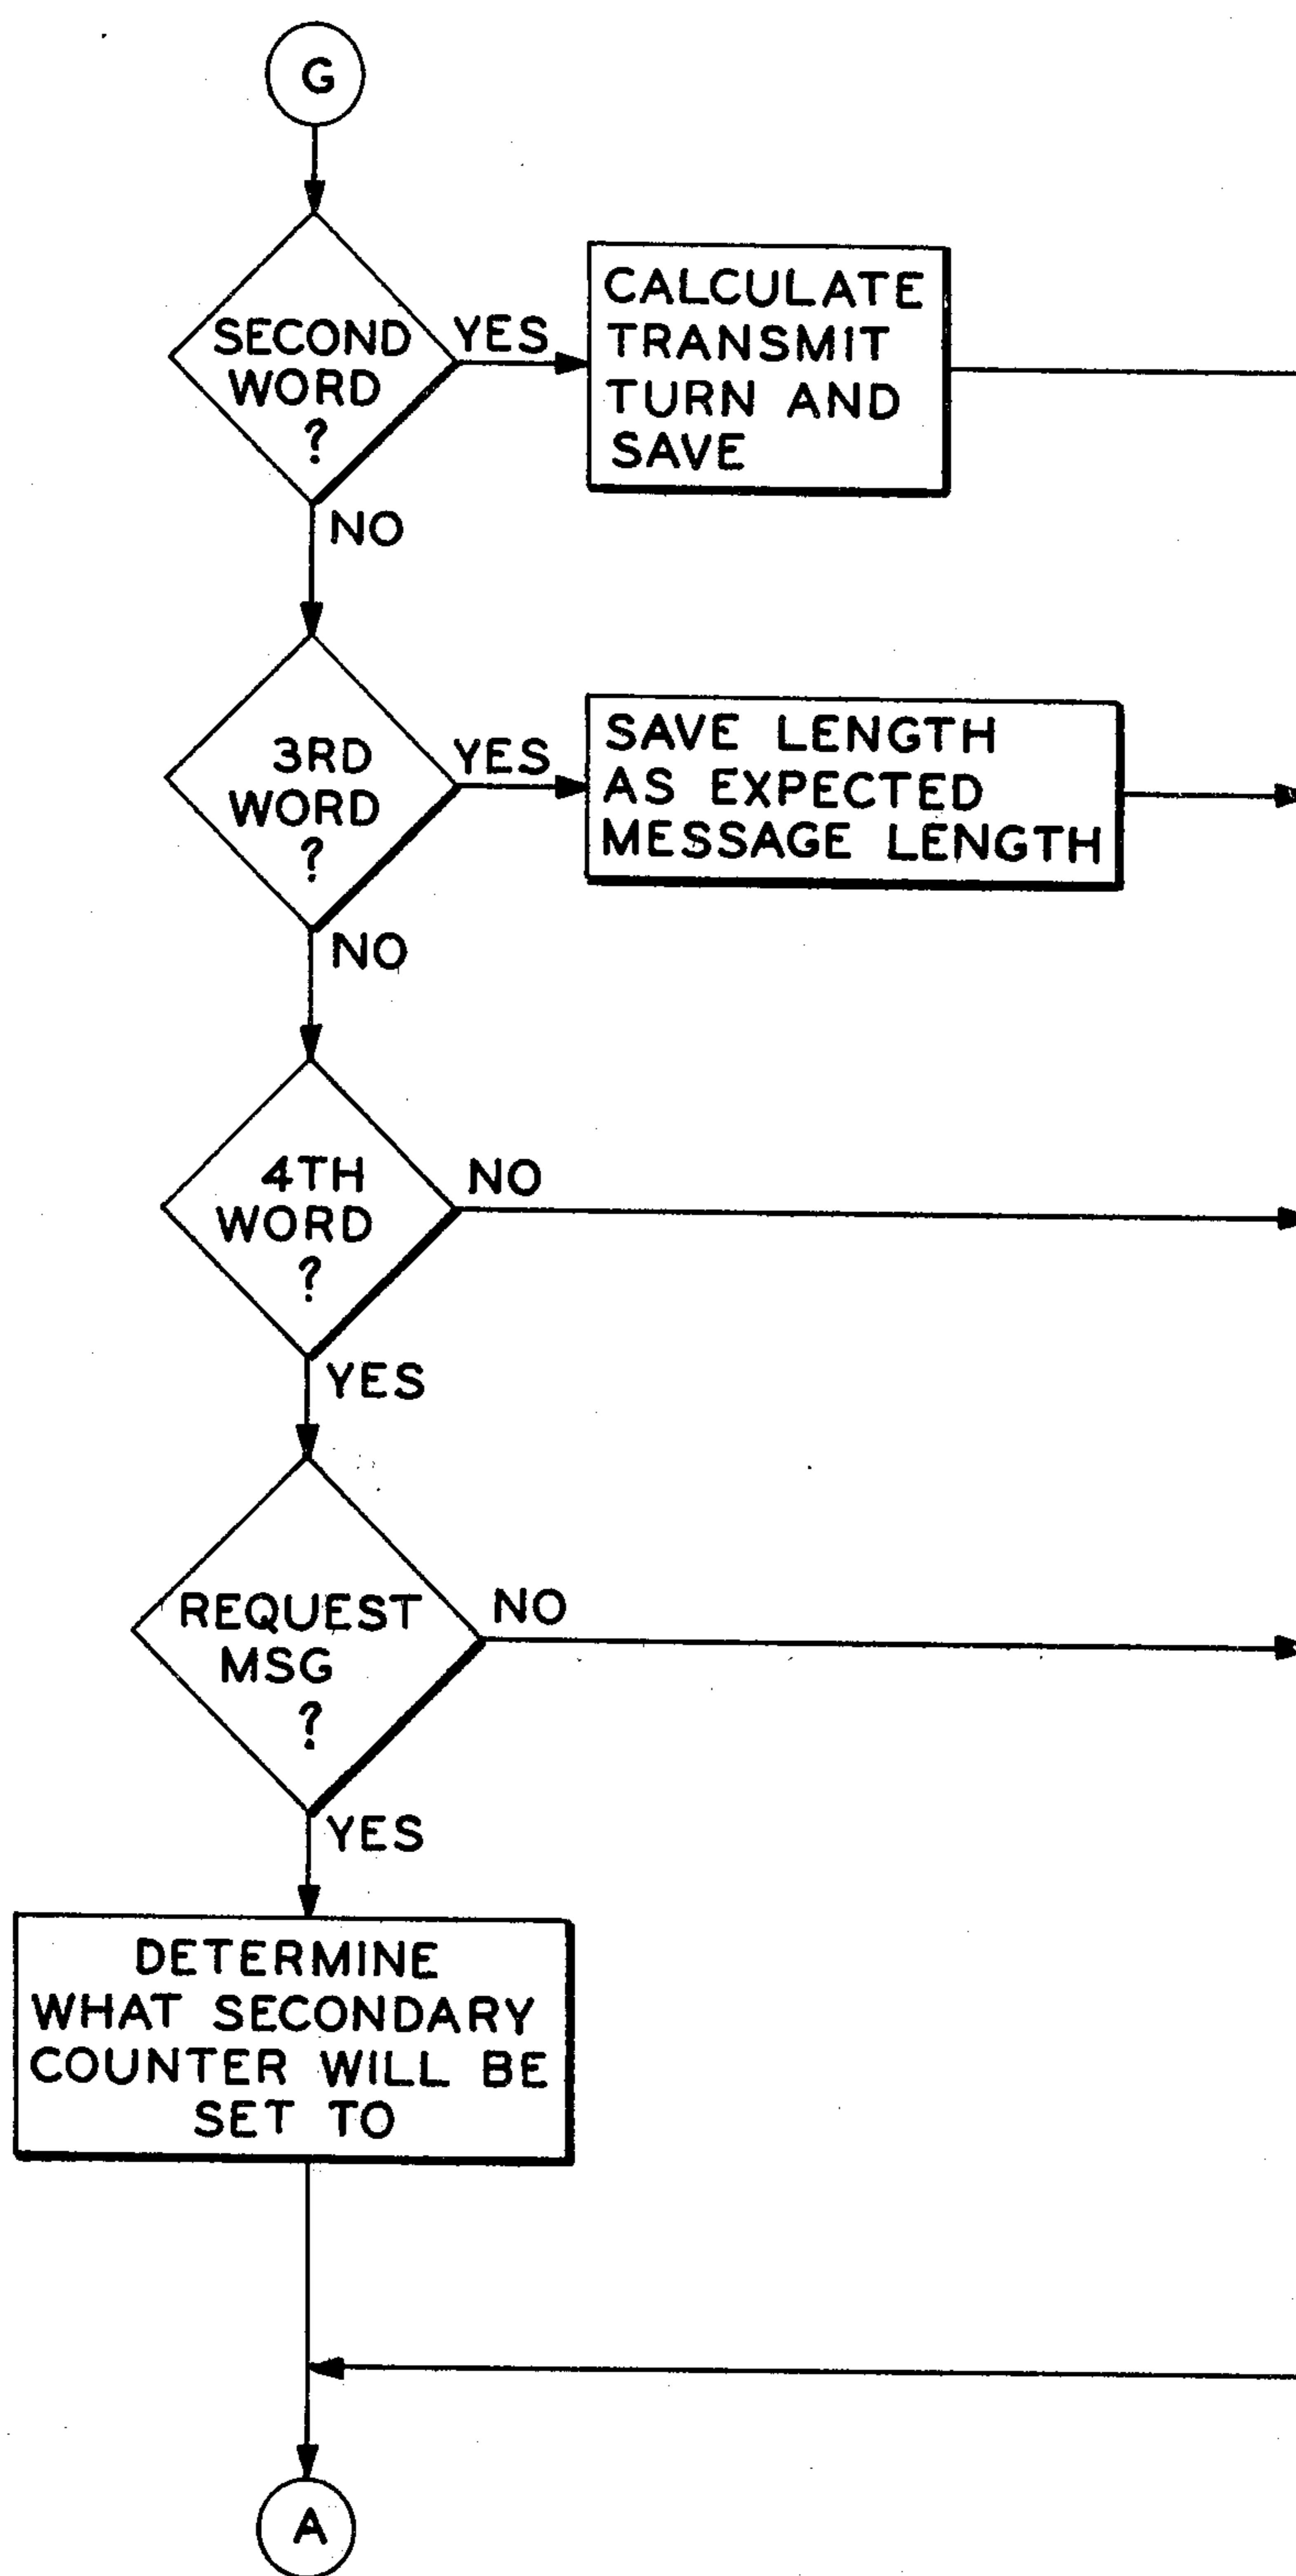 G
SECOND
WORD
?
YES
CALCULATE
TRANSMIT
TURN AND
SAVE
NO
3RD
WORD
?
YES
SAVE LENGTH
AS EXPECTED
MESSAGE LENGTH
NO
4TH
WORD
?
NO
YES
REQUEST
MSG
?
NO
YES
DETERMINE
WHAT SECONDARY
COUNTER WILL BE
SET TO
A